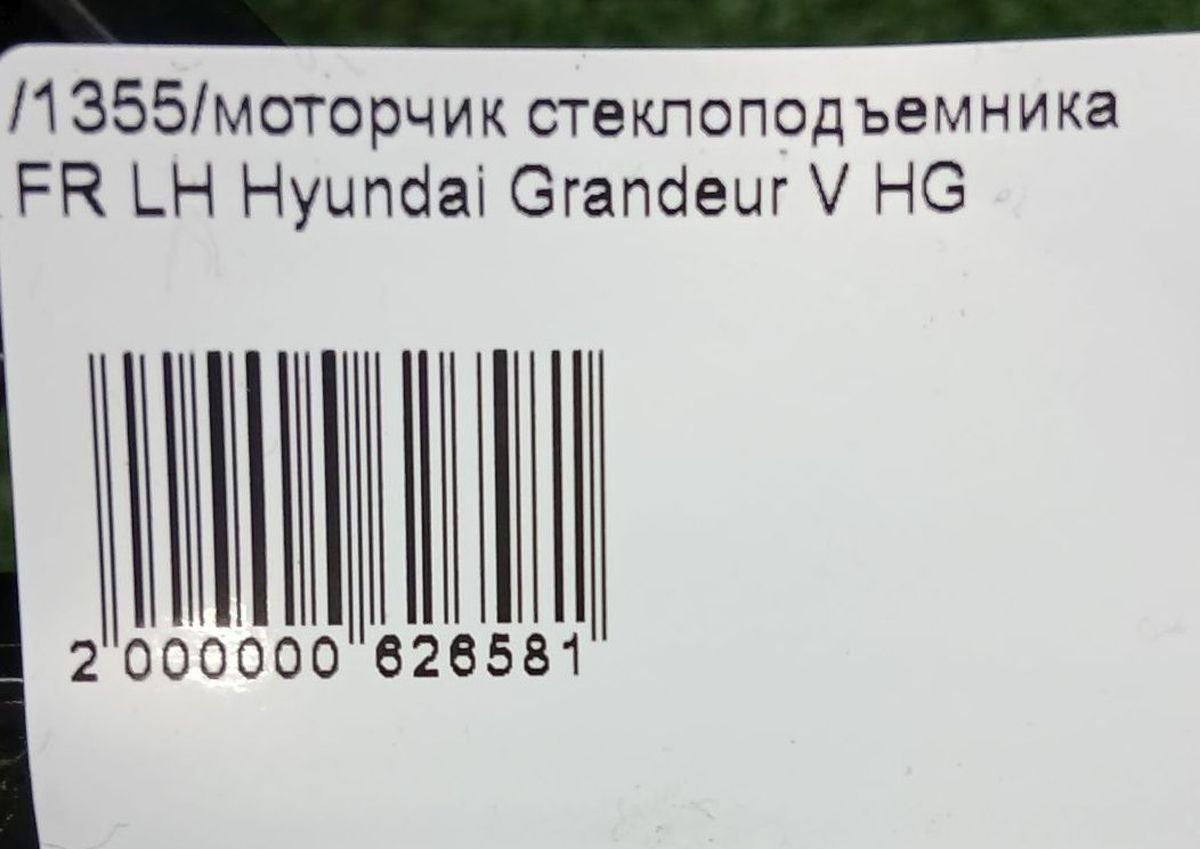 /1355/моторчик стеклоподъемника
FR LH Hyundai Grandeur V HG
2 000000 626581